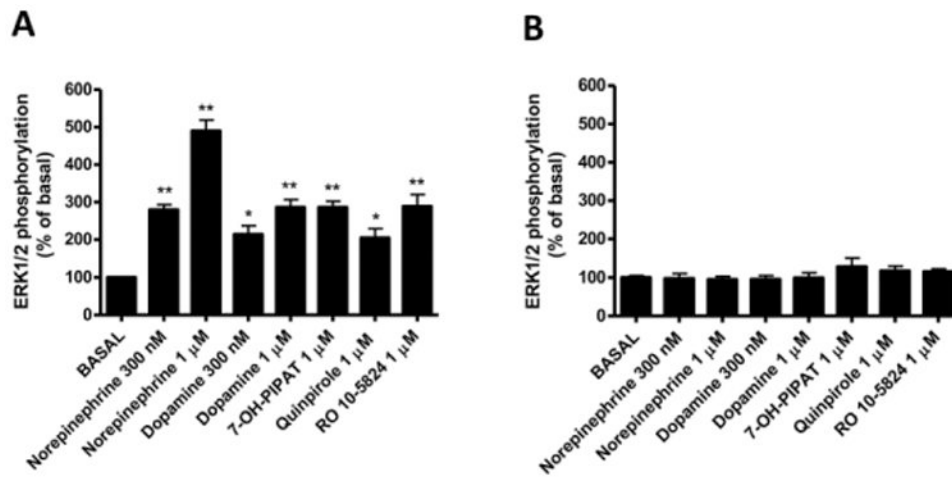 A
ERK1/2 phosphorylation
(% of basal)
600
500
400
300
200
100
0
**
**
*
**
**
*
**
BASAL
Norepinephrine 300 nM
Norepinephrine 1 μM
Dopamine 300 nM
Dopamine 1 μM
7-OH-PIPAT 1 μM
Quinpirole 1 μM
RO 10-5824 1 μM
B
ERK1/2 phosphorylation
(% of basal)
600
500
400
300
200
100
0
BASAL
Norepinephrine 300 nM
Norepinephrine 1 μM
Dopamine 300 nM
Dopamine 1 μM
7-OH-PIPAT 1 μM
Quinpirole 1 μM
RO 10-5824 1 μM